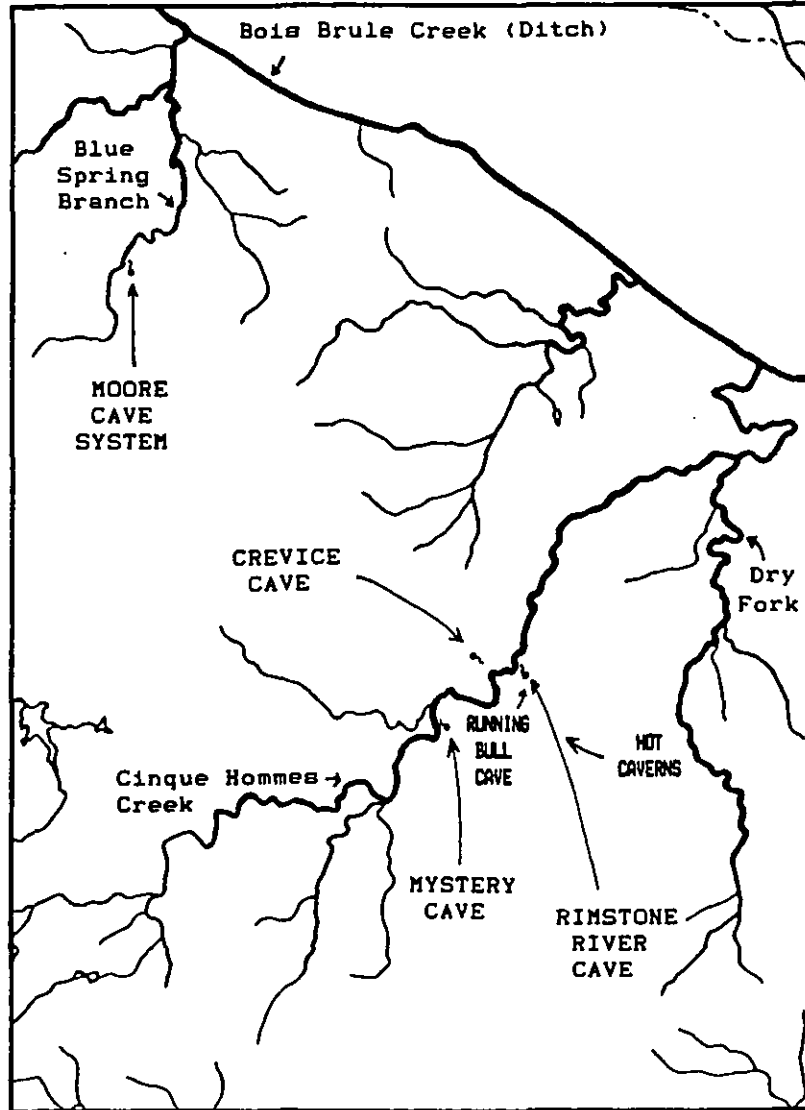 Bois Brule Creek (Ditch)
Blue
Spring
Branch
MOORE
CAVE
SYSTEM
CREVICE
CAVE
Dry
Fork
RUNNING
BULL
CAVE
HOT
CAVERNS
Cinque Hommes
Creek
MYSTERY
CAVE
RIMSTONE
RIVER
CAVE